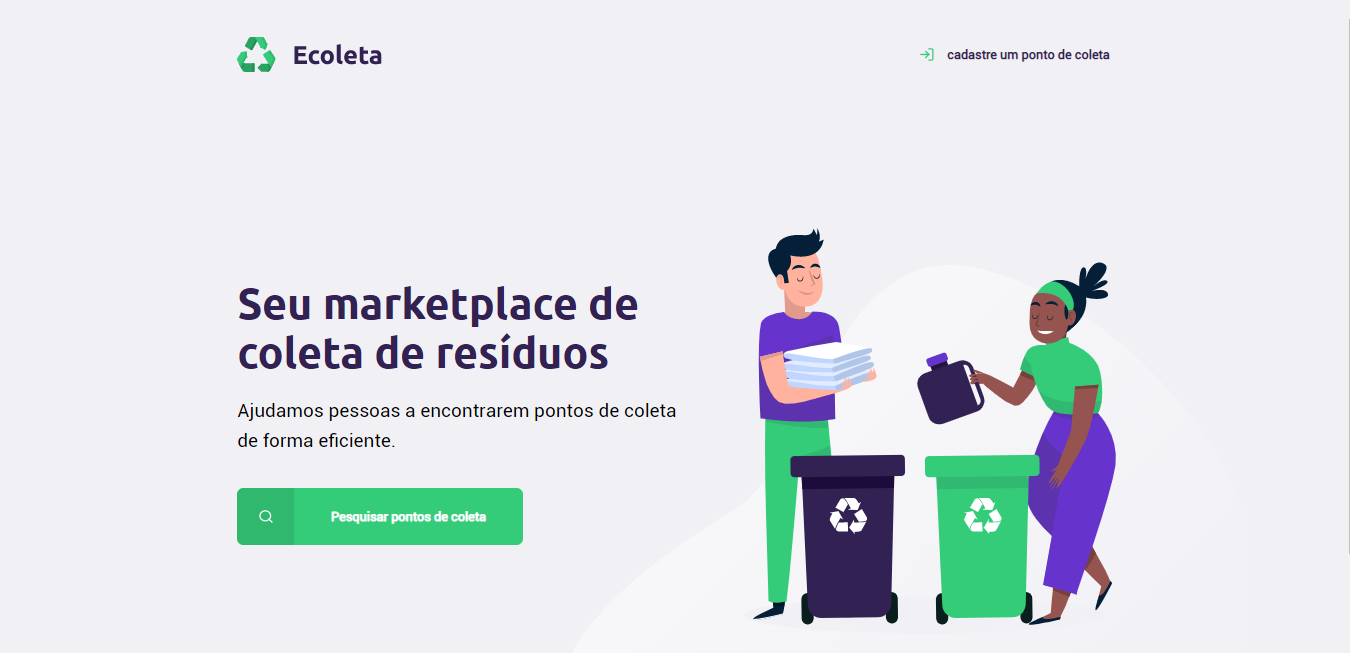 Ecoleta
cadastre um ponto de coleta
Seu marketplace de
coleta de resíduos
Ajudamos pessoas a encontrarem pontos de coleta
de forma eficiente.
Pesquisar pontos de coleta